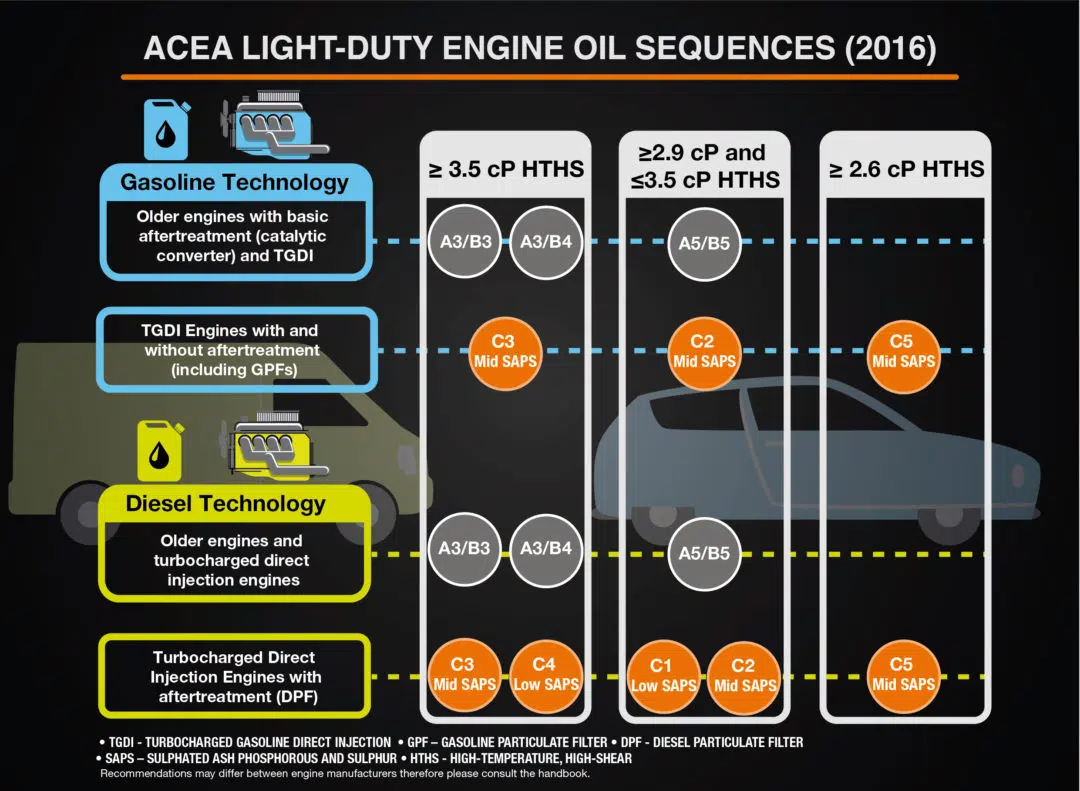 ACEA LIGHT-DUTY ENGINE OIL SEQUENCES (2016)
≥ 3.5 cP HTHS
≥2.9 cP and
≤3.5 cP HTHS
≥ 2.6 cP HTHS
Gasoline Technology
Older engines with basic
aftertreatment (catalytic
converter) and TGDI
A3/B3
A3/B4
A5/B5
TGDI Engines with and
without aftertreatment
(including GPFs)
C3
Mid SAPS
C2
Mid SAPS
C5
Mid SAPS
Diesel Technology
Older engines and
turbocharged direct
injection engines
A3/B3
A3/B4
A5/B5
Turbocharged Direct
Injection Engines with
aftertreatment (DPF)
C3
Mid SAPS
C4
Low SAPS
C1
Low SAPS
C2
Mid SAPS
C5
Mid SAPS
• TGDI - TURBOCHARGED GASOLINE DIRECT INJECTION • GPF – GASOLINE PARTICULATE FILTER • DPF - DIESEL PARTICULATE FILTER
• SAPS – SULPHATED ASH PHOSPHOROUS AND SULPHUR • HTHS - HIGH-TEMPERATURE, HIGH-SHEAR
Recommendations may differ between engine manufacturers therefore please consult the handbook.